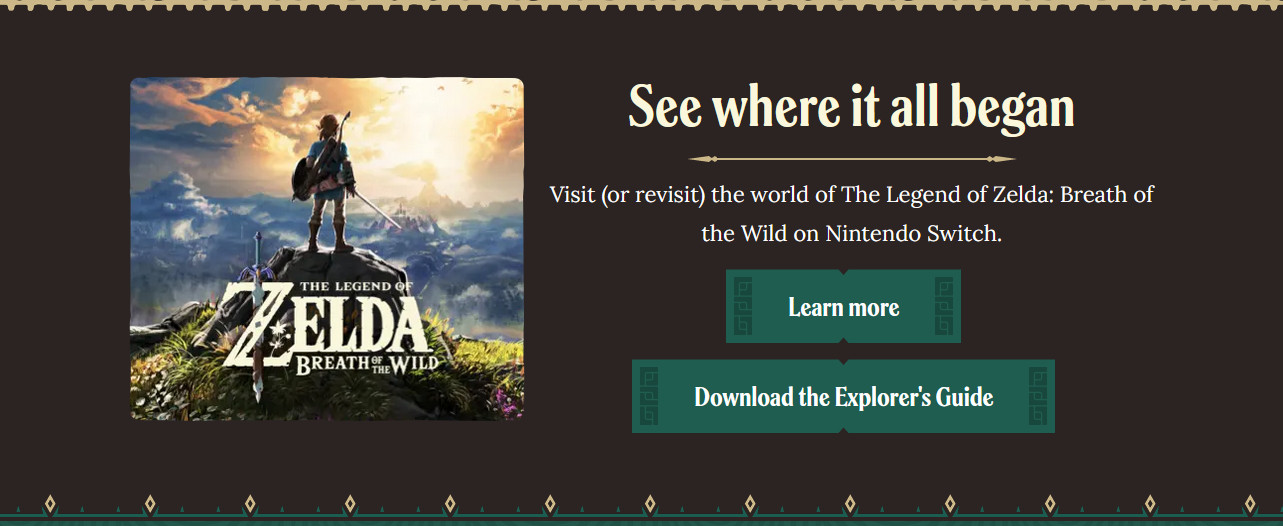 See where it all began
Visit (or revisit) the world of The Legend of Zelda: Breath of
the Wild on Nintendo Switch.
THE LEGEND OF
ZELDA
BREATH OF THE WILD
Learn more
Download the Explorer's Guide